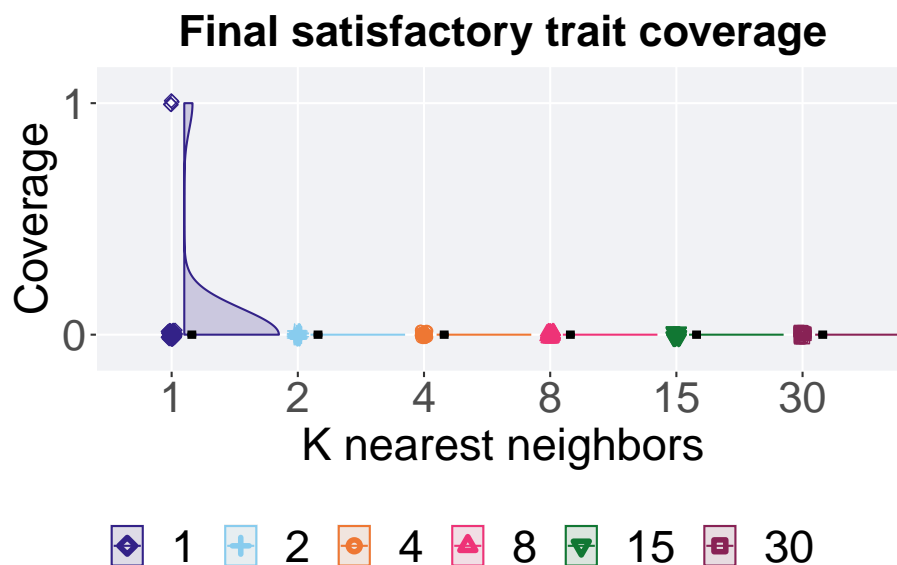 Final satisfactory trait coverage
Coverage
1
0
1 2 4 8 15 30
K nearest neighbors
1 2 4 8 15 30